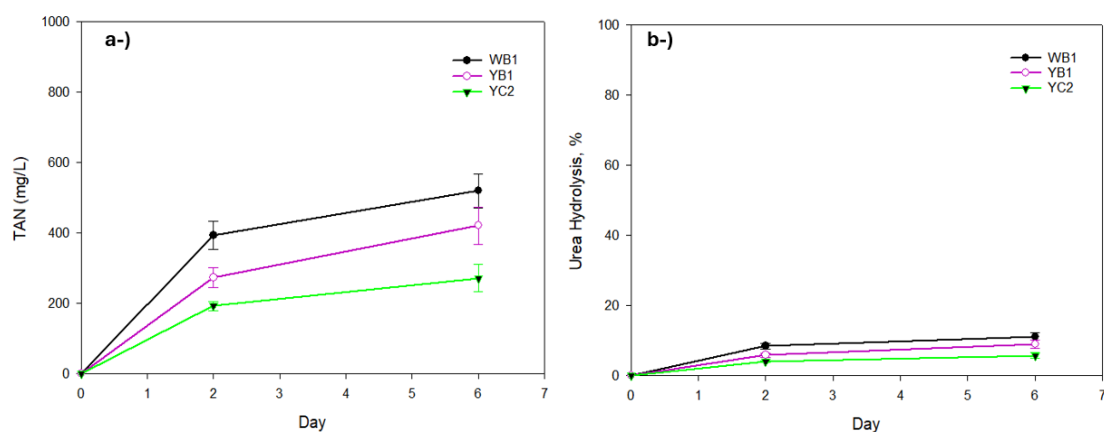 a-)
WB1
YB1
YC2
TAN (mg/L)
1000
800
600
400
200
0
0 1 2 3 4 5 6 7
Day
b-)
WB1
YB1
YC2
Urea Hydrolysis, %
100
80
60
40
20
0
0 1 2 3 4 5 6 7
Day